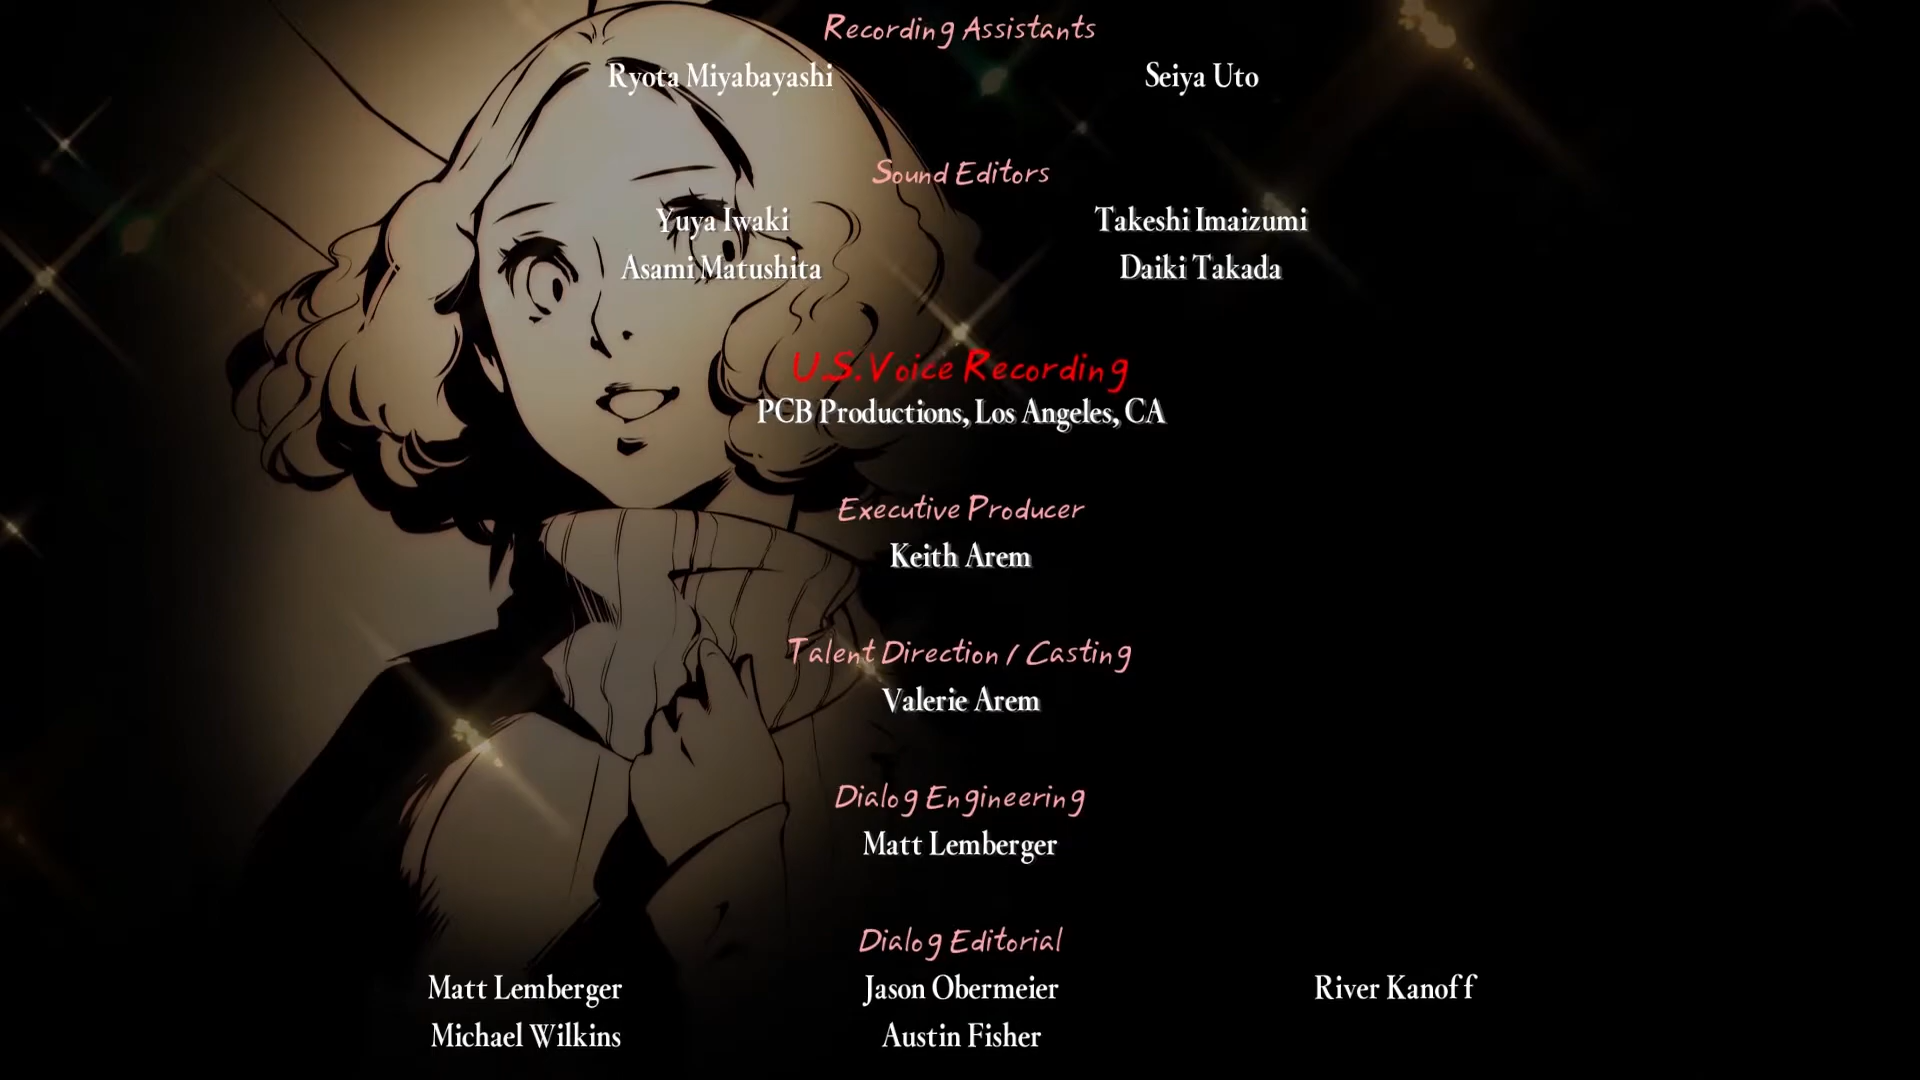 Recording Assistants
Ryota Miyabayashi Seiya Uto
Sound Editors
Yuya Iwaki Takeshi Imaizumi
Asami Matushita Daiki Takada
U.S. Voice Recording
PCB Productions, Los Angeles, CA
Executive Producer
Keith Arem
Talent Direction / Casting
Valerie Arem
Dialog Engineering
Matt Lemberger
Dialog Editorial
Matt Lemberger Jason Obermeier River Kanoff
Michael Wilkins Austin Fisher